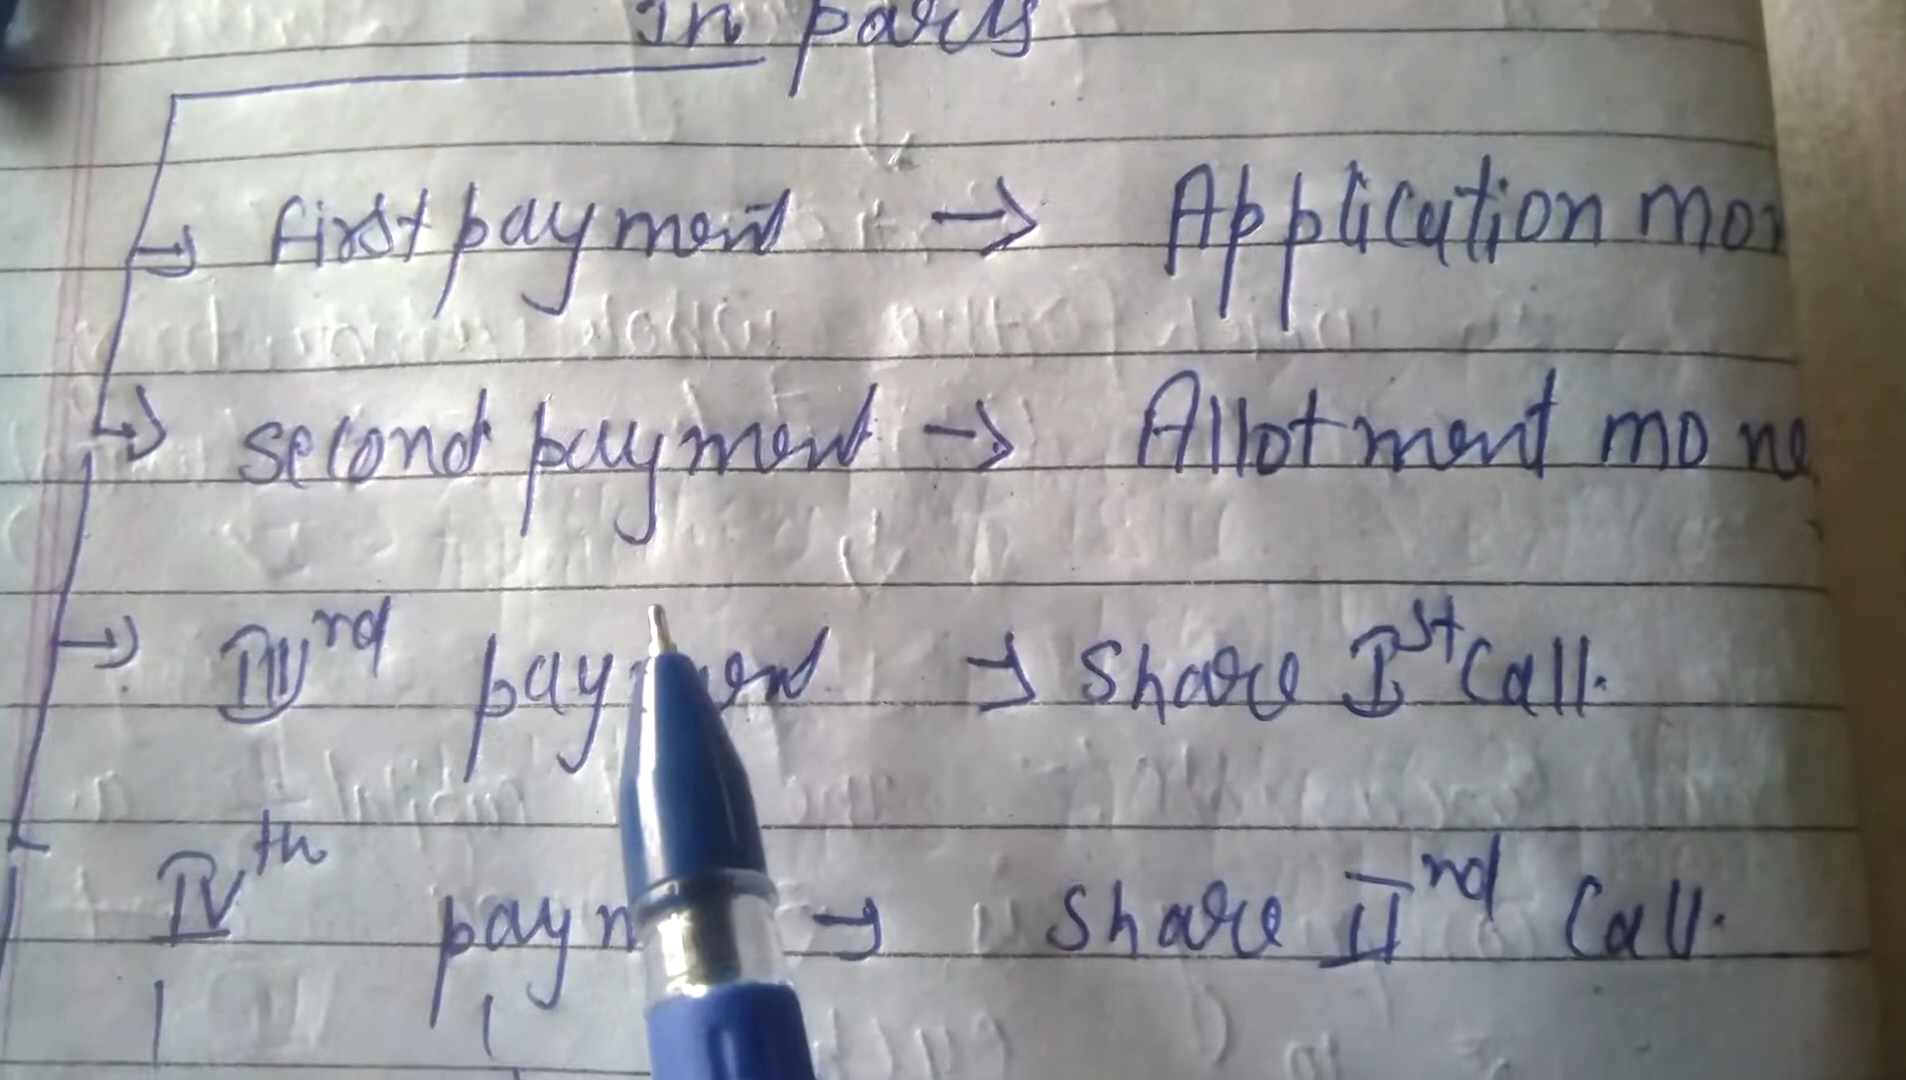 in parts
→ first payment → Application mon
→ second payment → Allotment mone
→ IIIrd payment → Share Ist Call.
IVth paym → Share IInd Call.